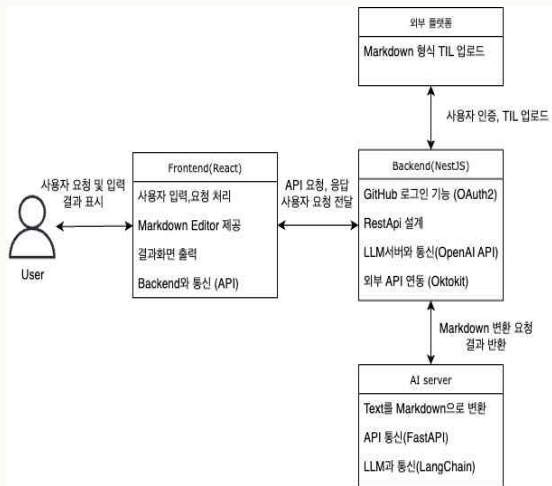 외부 플랫폼
Markdown 형식 TIL 업로드
사용자 인증, TIL 업로드
사용자 요청 및 입력
결과 표시
User
Frontend(React)
사용자 입력,요청 처리
Markdown Editor 제공
결과화면 출력
Backend와 통신 (API)
API 요청, 응답
사용자 요청 전달
Backend(NestJS)
GitHub 로그인 기능 (OAuth2)
RestApi 설계
LLM서버와 통신(OpenAI API)
외부 API 연동 (Oktokit)
Markdown 변환 요청
결과 반환
AI server
Text를 Markdown으로 변환
API 통신(FastAPI)
LLM과 통신(LangChain)